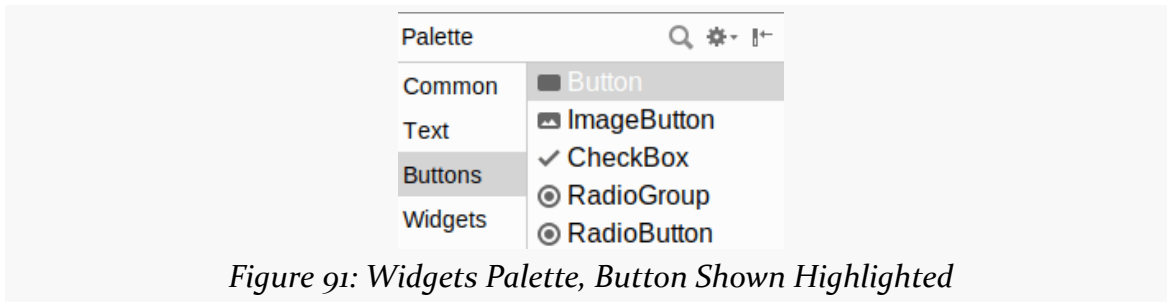 Palette
Common
Text
Buttons
Widgets
Button
ImageButton
CheckBox
RadioGroup
RadioButton
Figure 91: Widgets Palette, Button Shown Highlighted